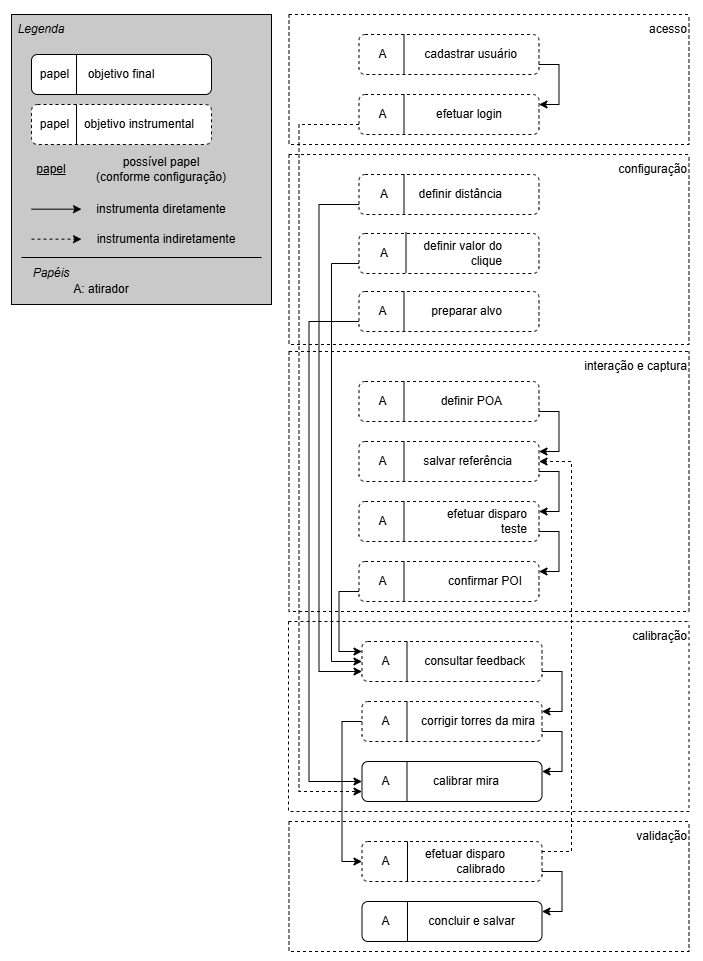 Legenda
papel objetivo final
papel objetivo instrumental
papel possível papel
(conforme configuração)
instrumenta diretamente
instrumenta indiretamente
Papéis
A: atirador
acesso
A cadastrar usuário
A efetuar login
configuração
A definir distância
A definir valor do
clique
A preparar alvo
interação e captura
A definir POA
A salvar referência
A efetuar disparo
teste
A confirmar POI
calibração
A consultar feedback
A corrigir torres da mira
A calibrar mira
validação
A efetuar disparo
calibrado
A concluir e salvar